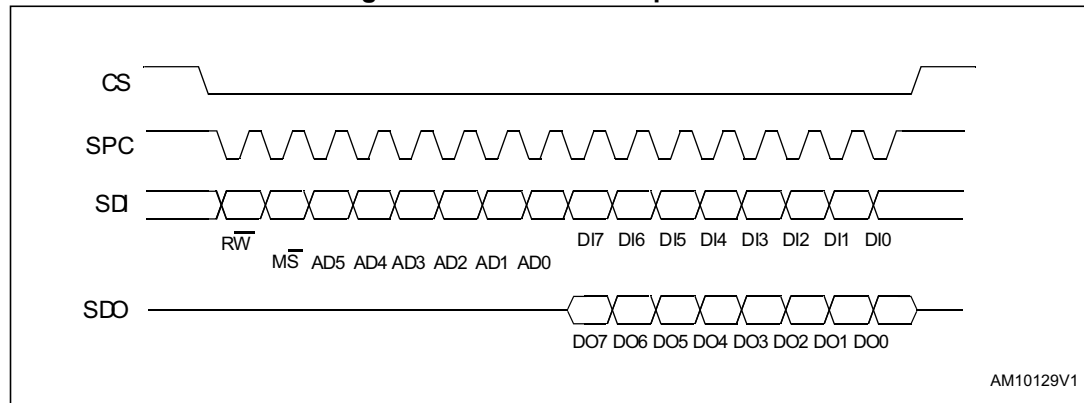 CS
SPC
SDI
RW̅
DI7 DI6 DI5 DI4 DI3 DI2 DI1 DI0
MS̅ AD5 AD4 AD3 AD2 AD1 AD0
SDO
DO7 DO6 DO5 DO4 DO3 DO2 DO1 DO0
AM10129V1